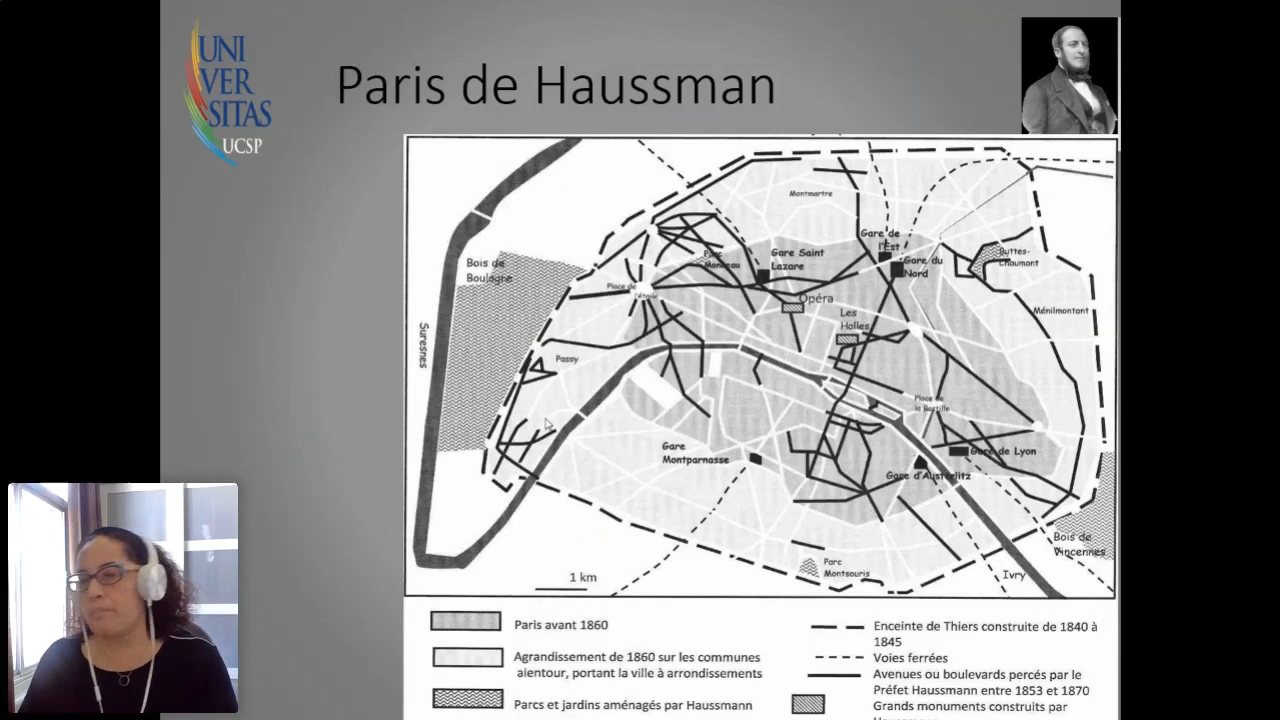 UNI
VER
SITAS
UCSP
Paris de Haussman
Montmartre
Gare de
l'Est
Gare Saint
Lazare
Parc
Monceau
Gare du
Nord
Buttes-
Chaumont
Bois de
Boulogne
Place de
l'étoile
Opéra
Les
Halles
Ménilmontant
Suresnes
Passy
Place de
la Bastille
Gare
Montparnasse
Gare de Lyon
Gare d'Austerlitz
Bois de
Vincennes
Parc
Montsouris
Ivry
1 km
Paris avant 1860
Agrandissement de 1860 sur les communes
alentour, portant la ville à arrondissements
Parcs et jardins aménagés par Haussmann
Enceinte de Thiers construite de 1840 à
1845
Voies ferrées
Avenues ou boulevards percés par le
Préfet Haussmann entre 1853 et 1870
Grands monuments construits par